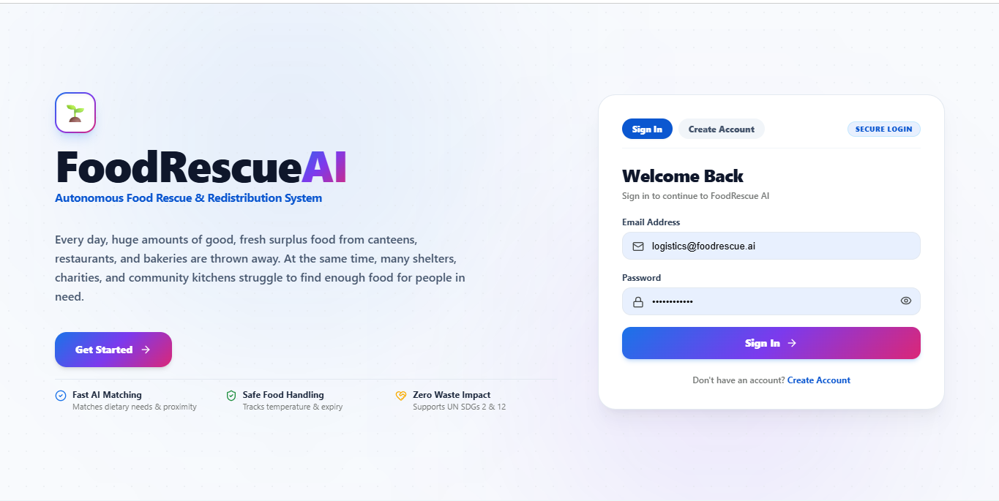 FoodRescueAI
Autonomous Food Rescue & Redistribution System
Every day, huge amounts of good, fresh surplus food from canteens,
restaurants, and bakeries are thrown away. At the same time, many shelters,
charities, and community kitchens struggle to find enough food for people in
need.
Get Started →
Fast AI Matching
Matches dietary needs & proximity
Safe Food Handling
Tracks temperature & expiry
Zero Waste Impact
Supports UN SDGs 2 & 12
Sign In
Create Account
SECURE LOGIN
Welcome Back
Sign in to continue to FoodRescue AI
Email Address
logistics@foodrescue.ai
Password
••••••••••••
Sign In →
Don't have an account? Create Account